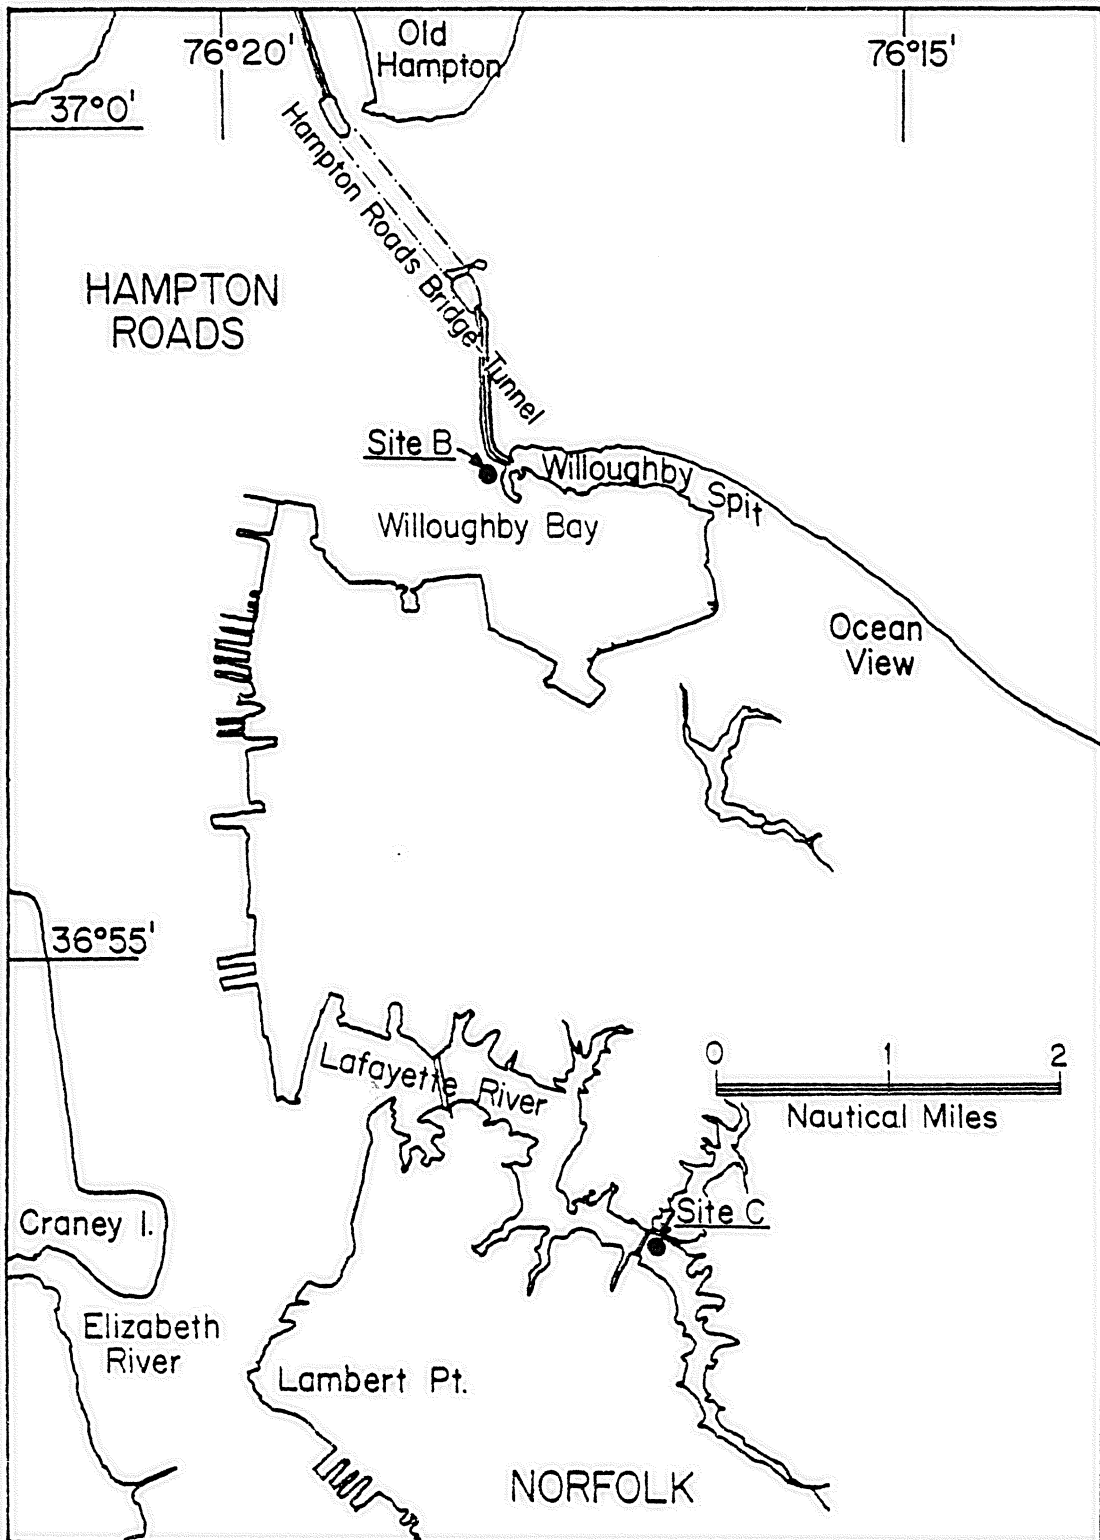 Old
Hampton
76°20'
76°15'
37°0'
Hampton Roads Bridge-Tunnel
HAMPTON
ROADS
Site B
Willoughby Spit
Willoughby Bay
Ocean
View
36°55'
Lafayette River
0 1 2
Nautical Miles
Craney I.
Site C
Elizabeth
River
Lambert Pt.
NORFOLK